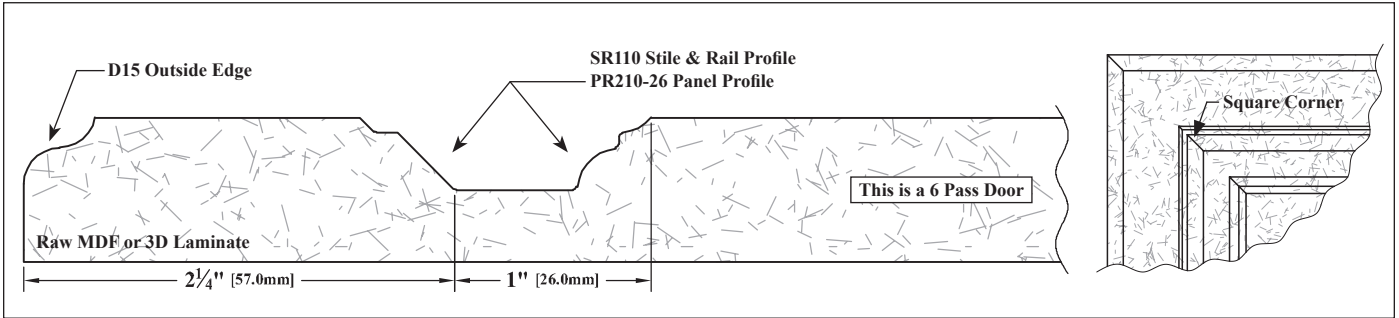 D15 Outside Edge
SR110 Stile & Rail Profile
PR210-26 Panel Profile
Square Corner
This is a 6 Pass Door
Raw MDF or 3D Laminate
2¼" [57.0mm]
1" [26.0mm]